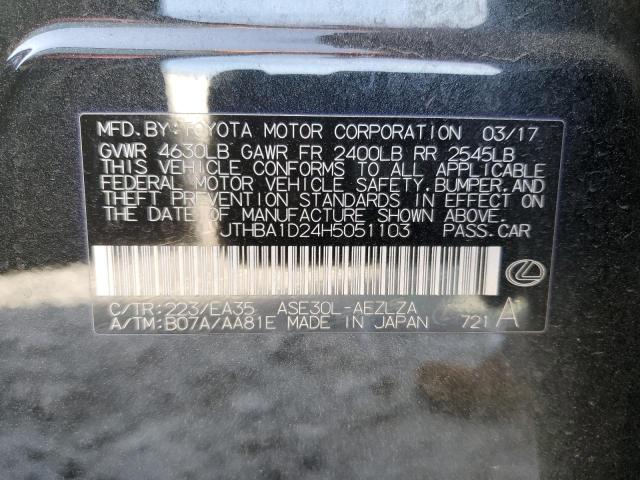 MFD.BY:TOYOTA MOTOR CORPORATION 03/17
GVWR 4630LB GAWR FR 2400LB RR 2545LB
THIS VEHICLE CONFORMS TO ALL APPLICABLE
FEDERAL MOTOR VEHICLE SAFETY,BUMPER,AND
THEFT PREVENTION STANDARDS IN EFFECT ON
THE DATE OF MANUFACTURE SHOWN ABOVE.
JTHBA1D24H5051103 PASS.CAR
C/TR:223/EA35 ASE30L-AEZLZA
A/TM:B07A/AA81E MADE IN JAPAN 721 A